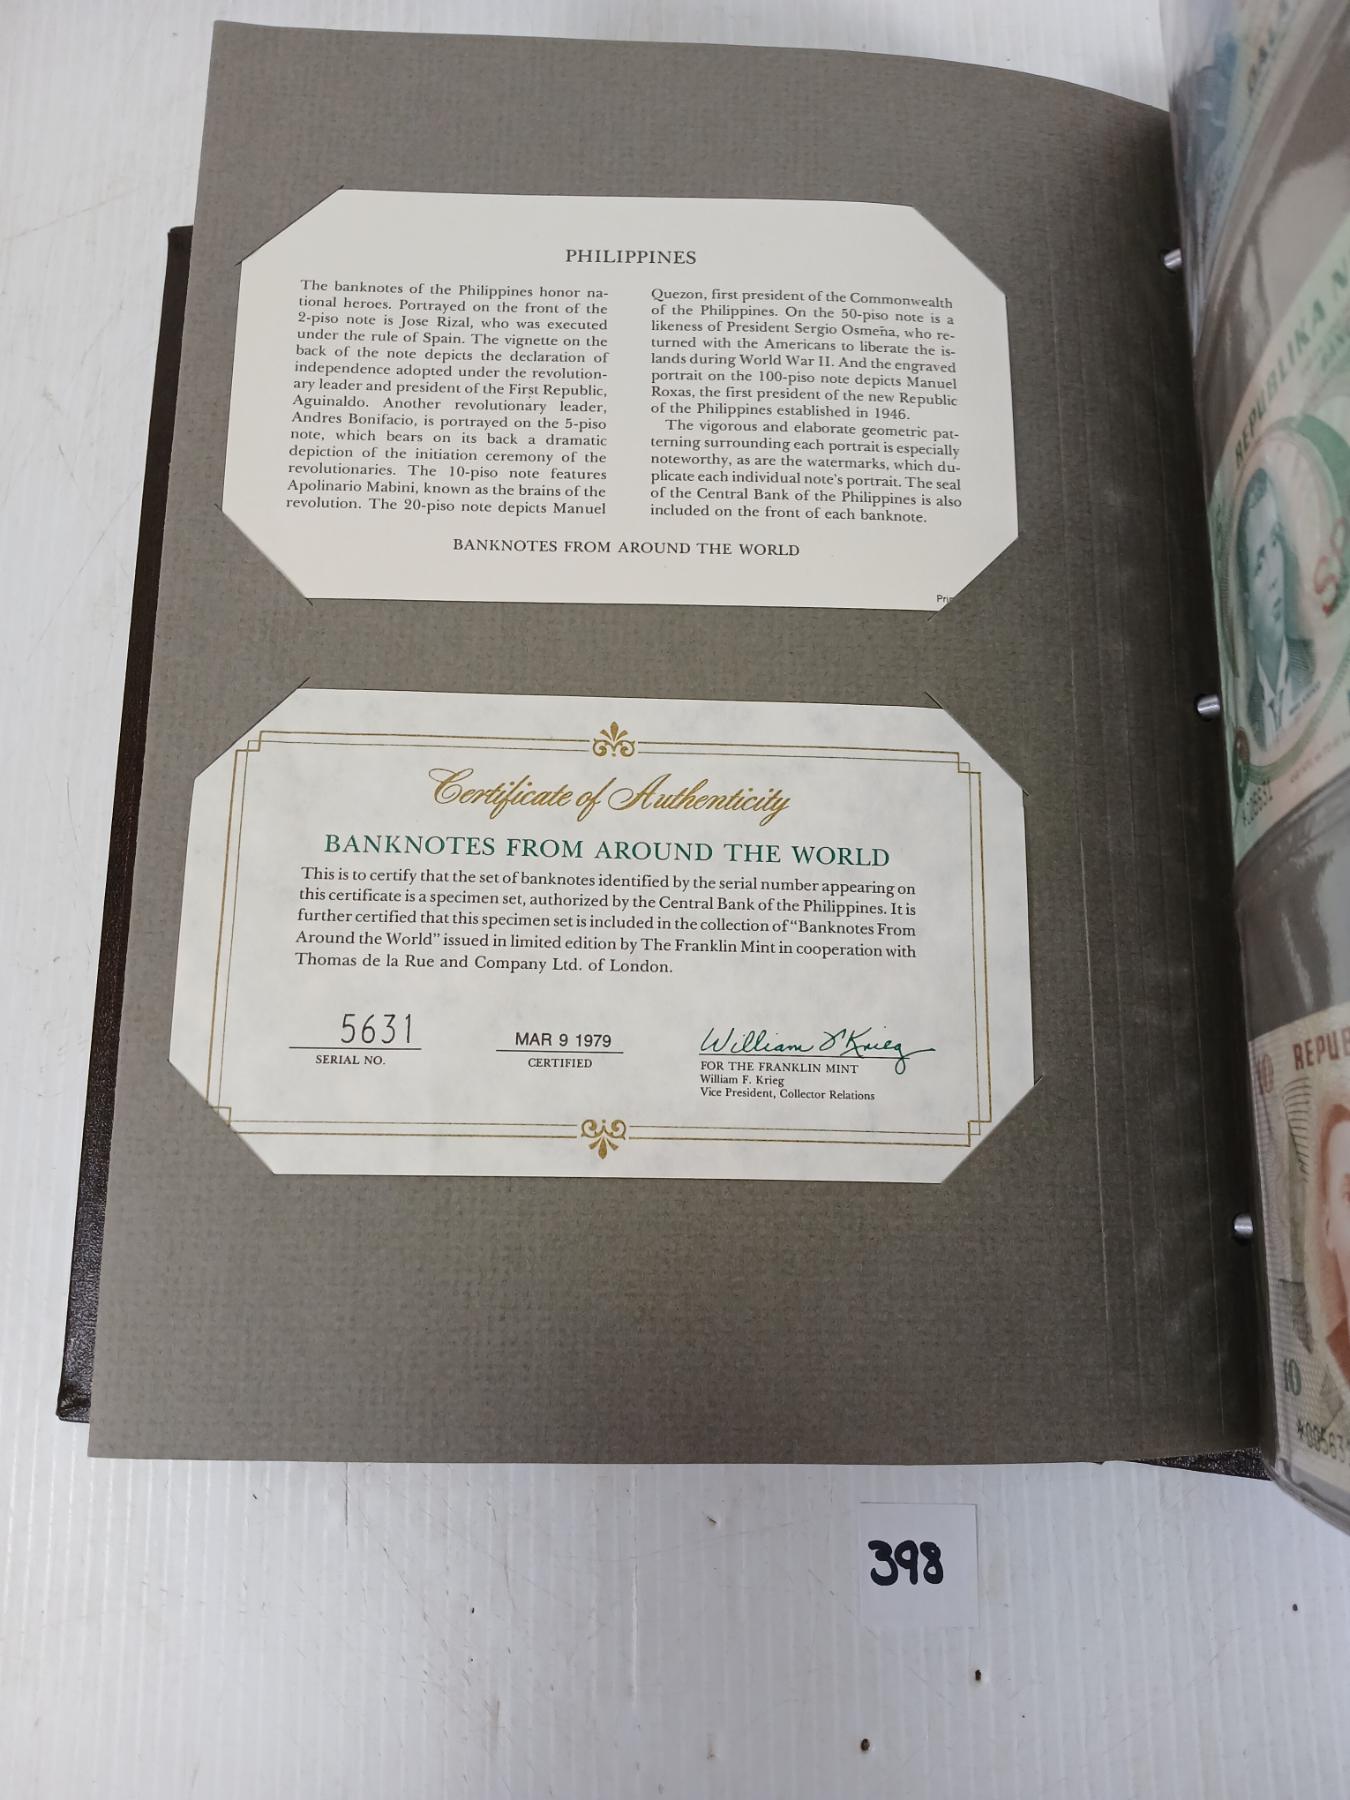 PHILIPPINES
The banknotes of the Philippines honor na-
tional heroes. Portrayed on the front of the
2-piso note is Jose Rizal, who was executed
under the rule of Spain. The vignette on the
back of the note depicts the declaration of
independence adopted under the revolution-
ary leader and president of the First Republic,
Aguinaldo. Another revolutionary leader,
Andres Bonifacio, is portrayed on the 5-piso
note, which bears on its back a dramatic
depiction of the initiation ceremony of the
revolutionaries. The 10-piso note features
Apolinario Mabini, known as the brains of the
revolution. The 20-piso note depicts Manuel
Quezon, first president of the Commonwealth
of the Philippines. On the 50-piso note is a
likeness of President Sergio Osmeña, who re-
turned with the Americans to liberate the is-
lands during World War II. And the engraved
portrait on the 100-piso note depicts Manuel
Roxas, the first president of the new Republic
of the Philippines established in 1946.
The vigorous and elaborate geometric pat-
terning surrounding each portrait is especially
noteworthy, as are the watermarks, which du-
plicate each individual note's portrait. The seal
of the Central Bank of the Philippines is also
included on the front of each banknote.
BANKNOTES FROM AROUND THE WORLD
Certificate of Authenticity
BANKNOTES FROM AROUND THE WORLD
This is to certify that the set of banknotes identified by the serial number appearing on
this certificate is a specimen set, authorized by the Central Bank of the Philippines. It is
further certified that this specimen set is included in the collection of "Banknotes From
Around the World" issued in limited edition by The Franklin Mint in cooperation with
Thomas de la Rue and Company Ltd. of London.
5631
SERIAL NO.
MAR 9 1979
CERTIFIED
William F Krieg
FOR THE FRANKLIN MINT
William F. Krieg
Vice President, Collector Relations
REPUBLIKA N
10 REPU
10
398